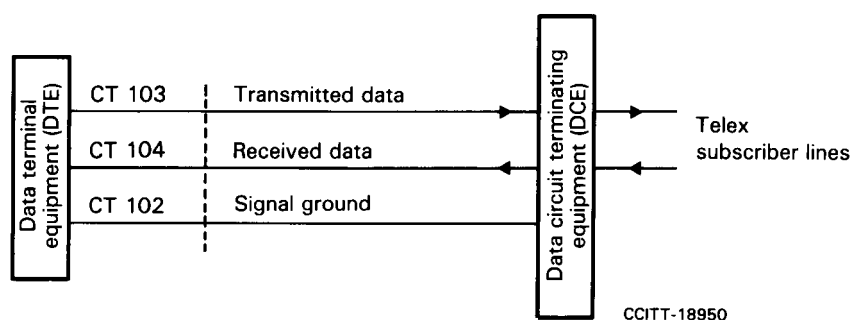 Data terminal
equipment (DTE)
CT 103
Transmitted data
CT 104
Received data
CT 102
Signal ground
Data circuit terminating
equipment (DCE)
Telex
subscriber lines
CCITT-18950